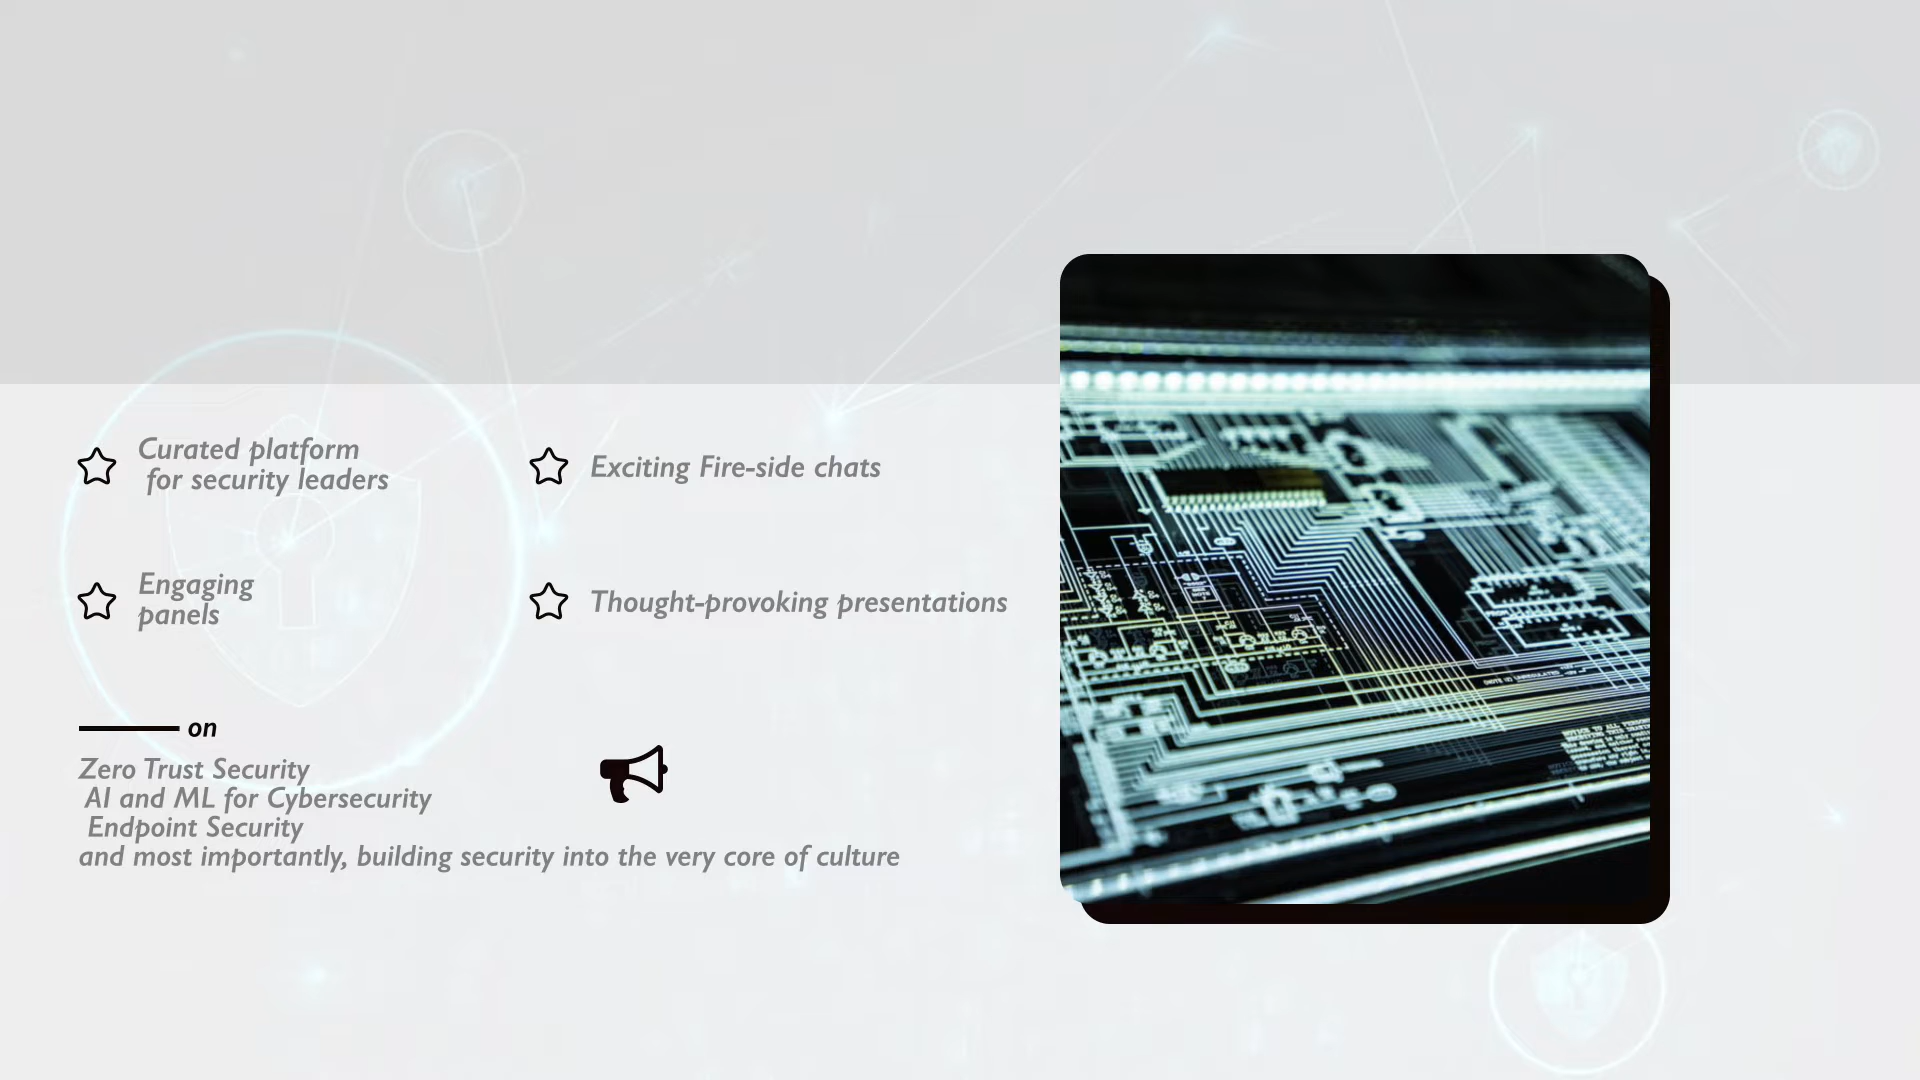 Curated platform
for security leaders
Exciting Fire-side chats
Engaging
panels
Thought-provoking presentations
on
Zero Trust Security
AI and ML for Cybersecurity
Endpoint Security
and most importantly, building security into the very core of culture